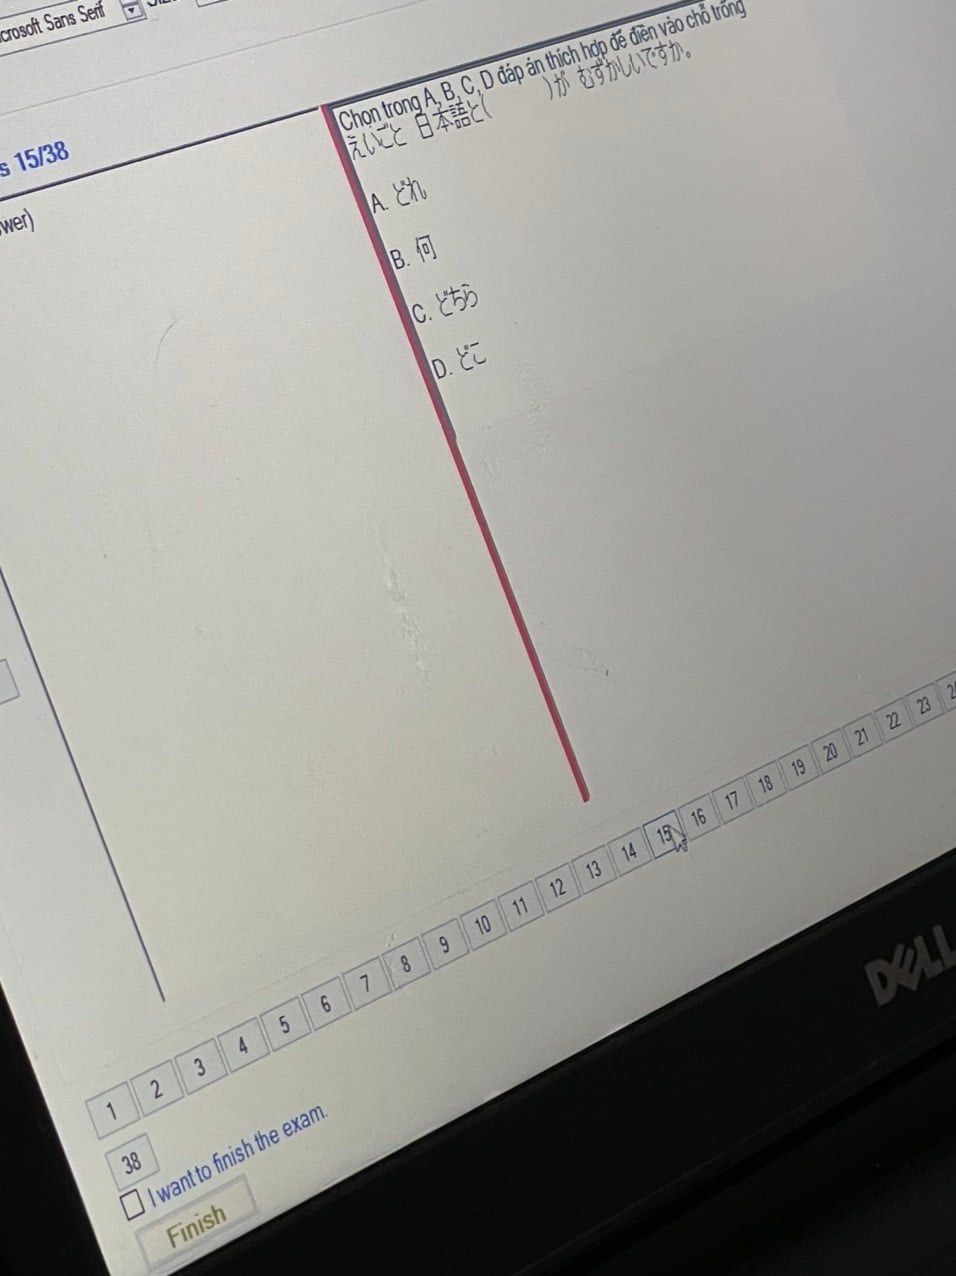 crosoft Sans Serif
s 15/38
wer)
Chọn trong A, B, C, D đáp án thích hợp để điền vào chỗ trống
えいごと 日本語と( )が むずかしいですか。
A. どれ
B. 何
C. どちら
D. どこ
1 2 3 4 5 6 7 8 9 10 11 12 13 14 15 16 17 18 19 20 21 22 23
38
I want to finish the exam.
Finish
DELL